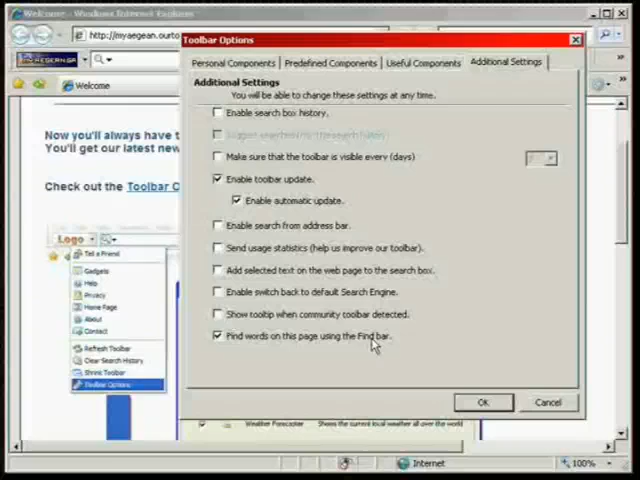 Welcome - Windows Internet Explorer
http://myaegean.ourto
Toolbar Options
Personal Components
Predefined Components
Useful Components
Additional Settings
MYAEGEAN.GR
Welcome
Additional Settings
You will be able to change these settings at any time.
Enable search box history.
Make sure that the toolbar is visible every (days)
Enable toolbar update.
Enable automatic update.
Enable search from address bar.
Send usage statistics (help us improve our toolbar).
Add selected text on the web page to the search box.
Enable switch back to default Search Engine.
Show tooltip when community toolbar detected.
Find words on this page using the Find bar.
OK
Cancel
Now you'll always have t
You'll get our latest new
Check out the Toolbar O
Logo
Tell a Friend
Gadgets
Help
Privacy
Home Page
About
Contact
Refresh Toolbar
Clear Search History
Shrink Toolbar
Toolbar Options
Weather Forecaster
Shows the current local weather all over the world
Internet
100%